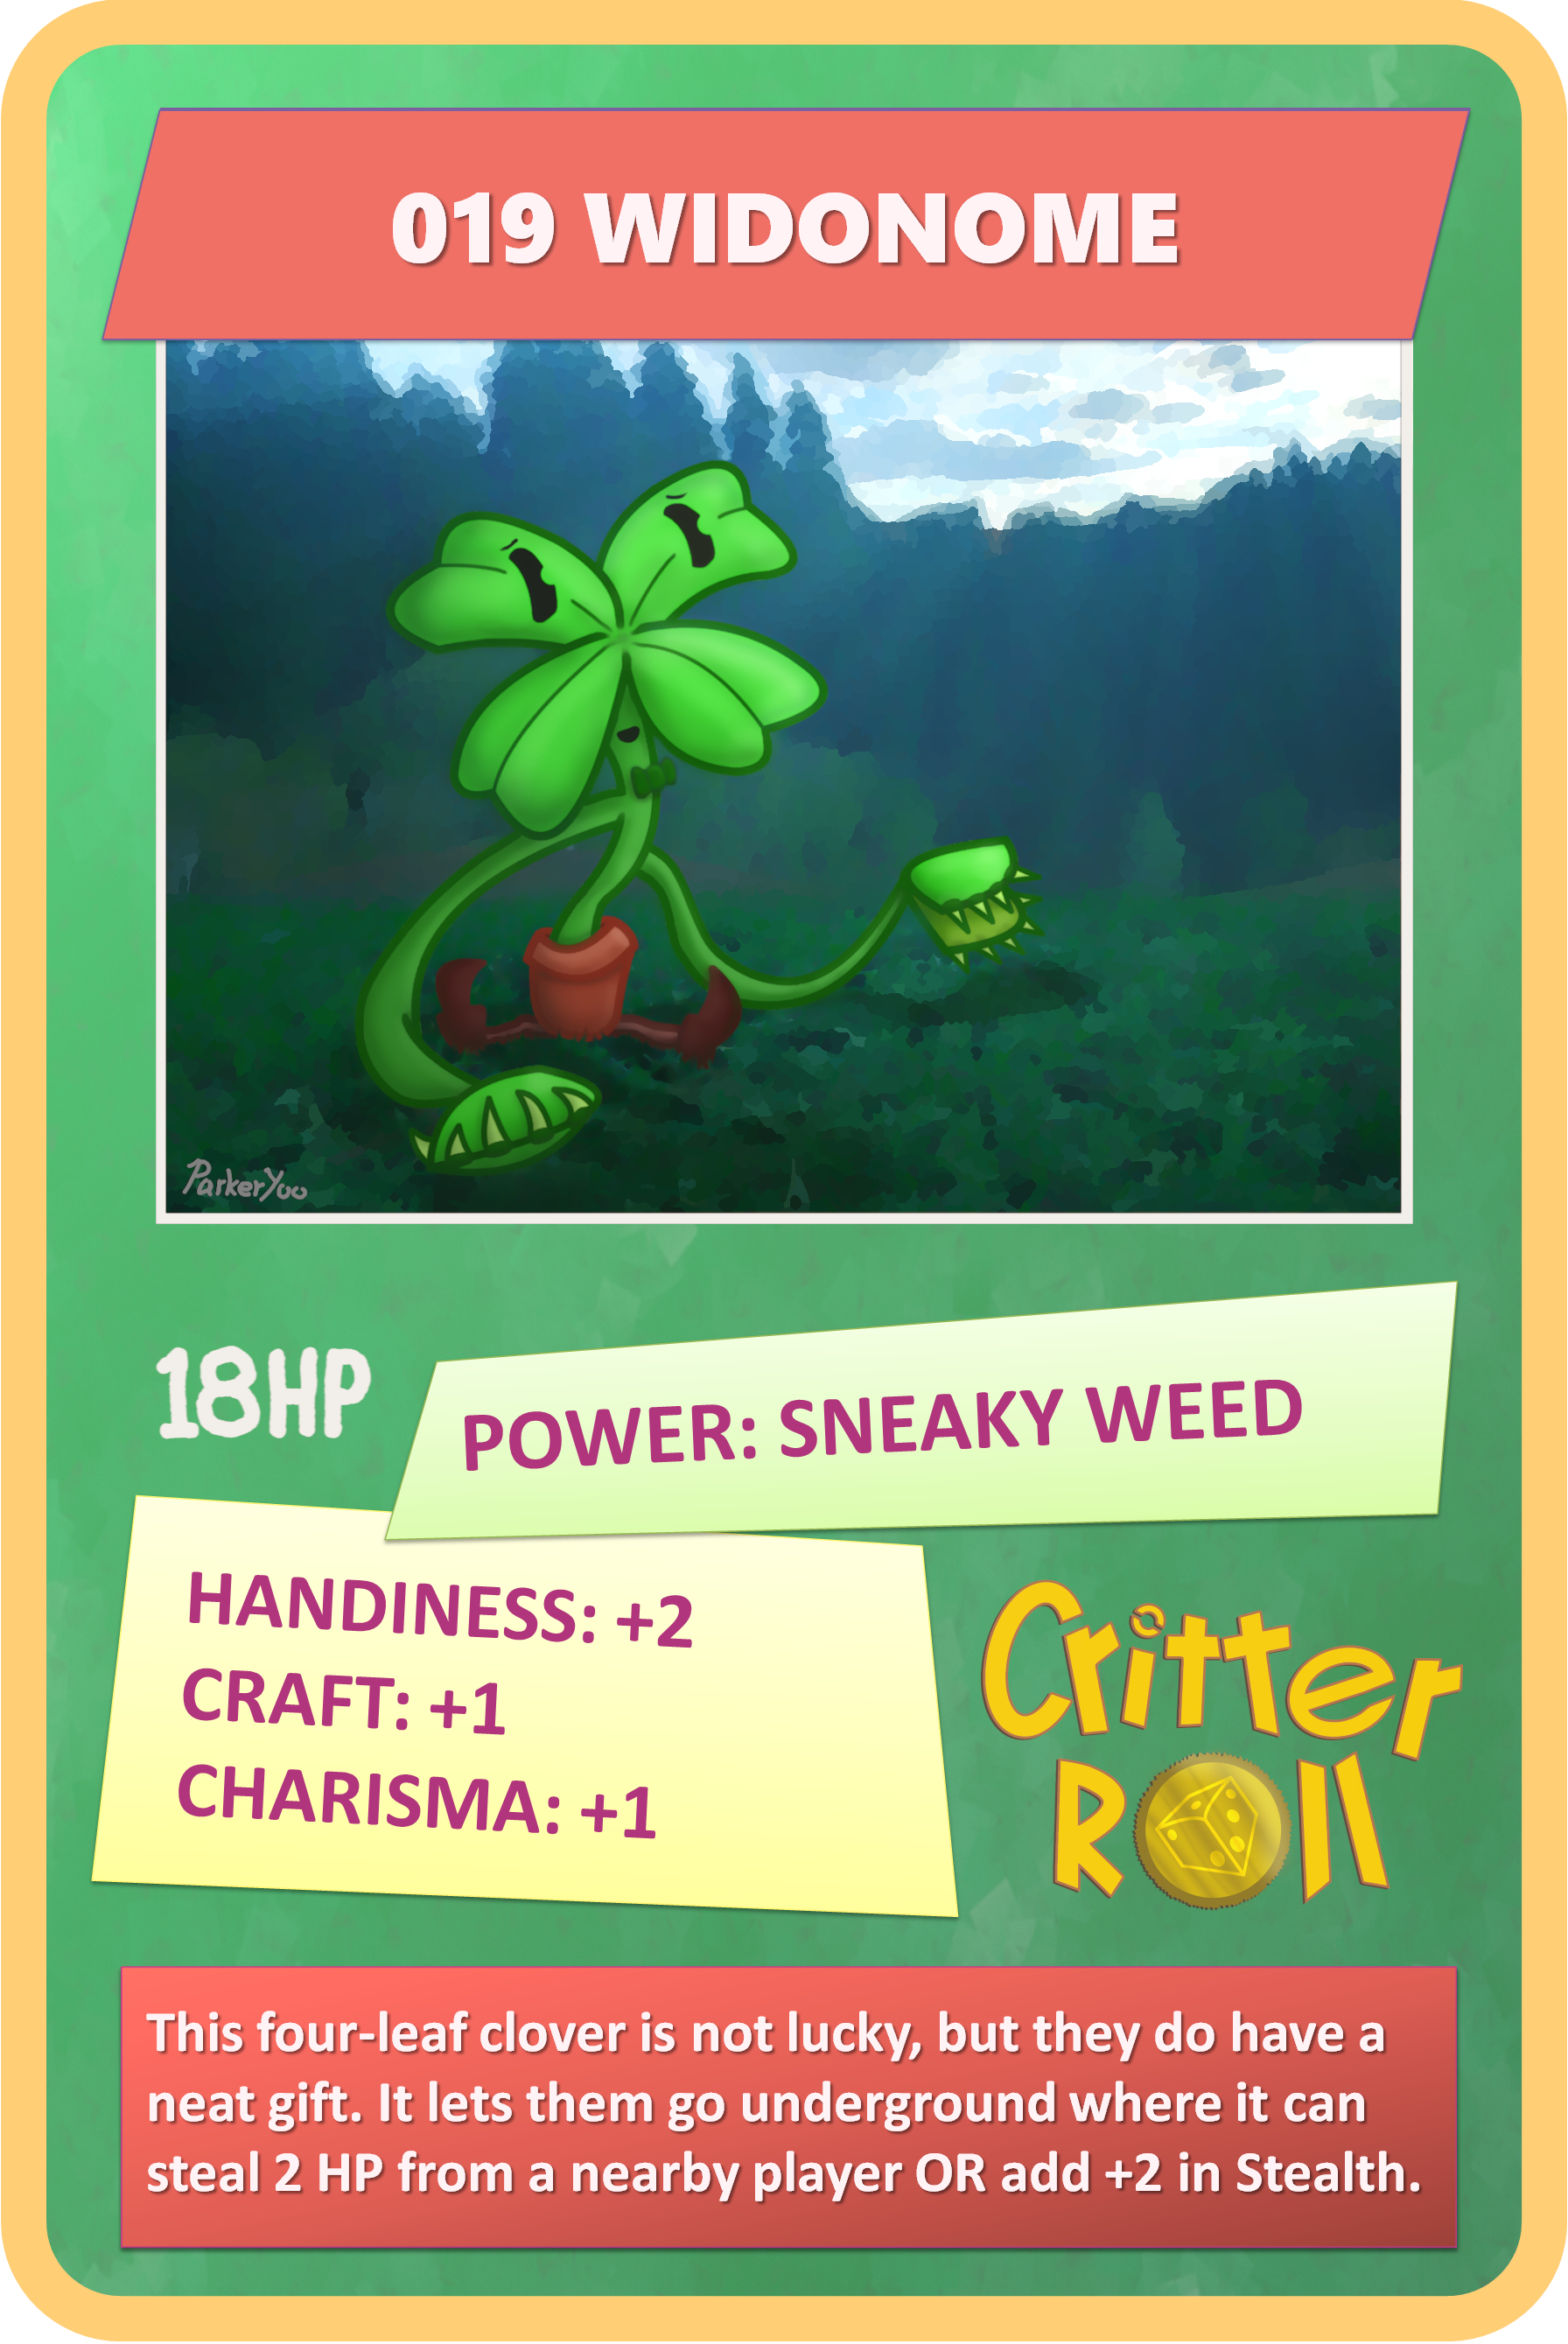 019 WIDONOME
ParkerYoo
18HP
POWER: SNEAKY WEED
HANDINESS: +2
CRAFT: +1
CHARISMA: +1
Critter
Roll
This four-leaf clover is not lucky, but they do have a
neat gift. It lets them go underground where it can
steal 2 HP from a nearby player OR add +2 in Stealth.